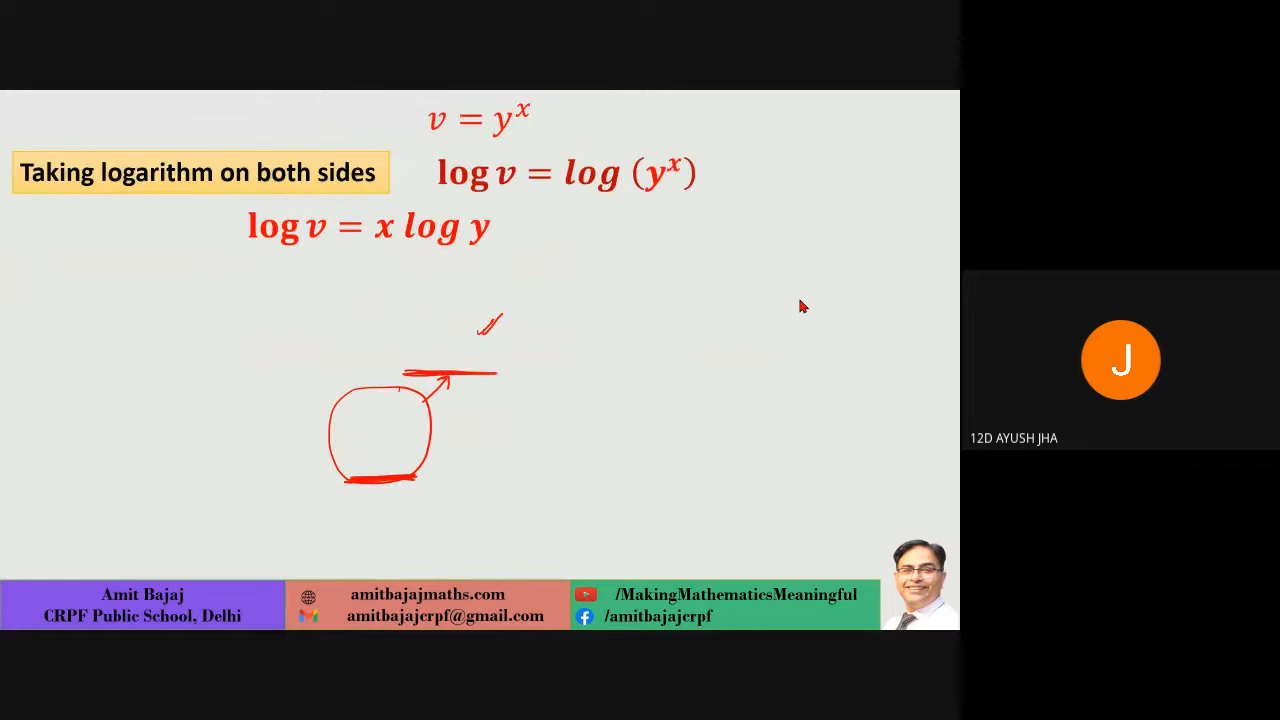 v = y^x
Taking logarithm on both sides
log v = log (y^x)
log v = x log y
J
12D AYUSH JHA
Amit Bajaj
CRPF Public School, Delhi
amitbajajmaths.com
amitbajajcrpf@gmail.com
/MakingMathematicsMeaningful
/amitbajajcrpf